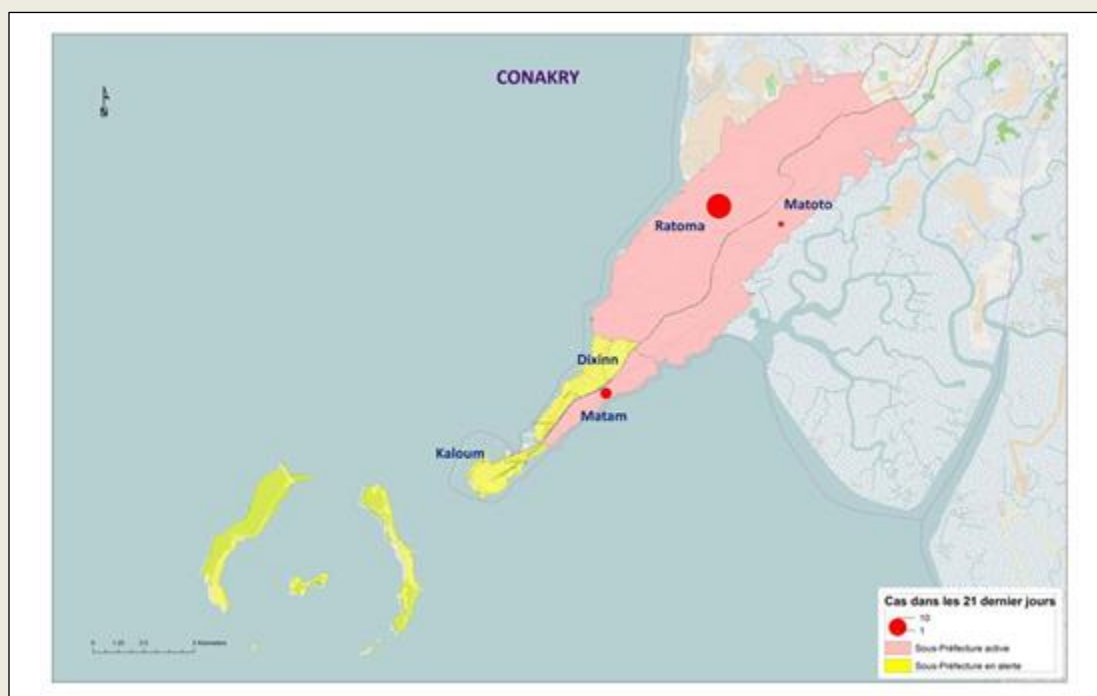 CONAKRY
N
Matoto
Ratoma
Dixinn
Matam
Kaloum
Cas dans les 21 dernier jours
10
1
Sous-Préfecture active
Sous-Préfecture en alerte